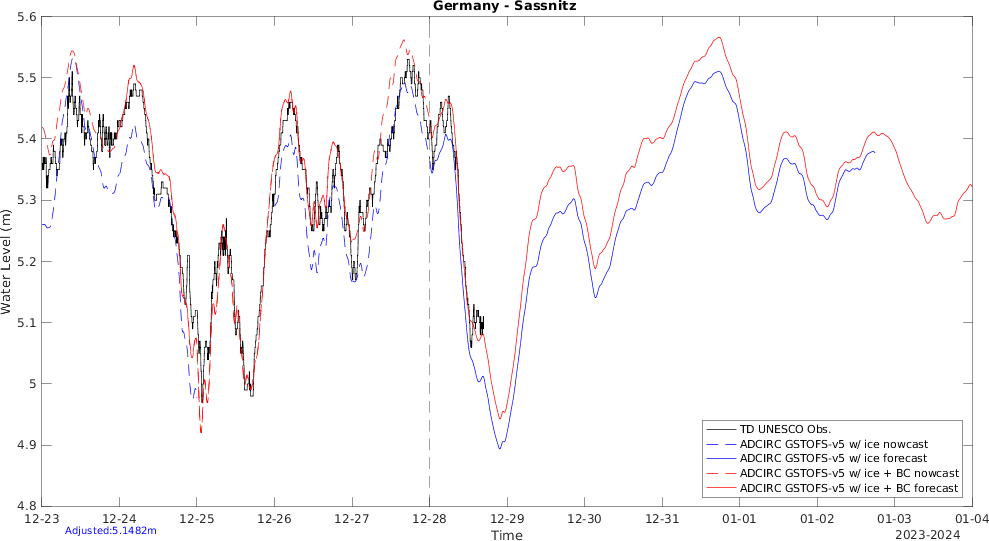 Germany - Sassnitz
5.6
5.5
5.4
5.3
5.2
5.1
5
4.9
4.8
Water Level (m)
TD UNESCO Obs.
ADCIRC GSTOFS-v5 w/ ice nowcast
ADCIRC GSTOFS-v5 w/ ice forecast
ADCIRC GSTOFS-v5 w/ ice + BC nowcast
ADCIRC GSTOFS-v5 w/ ice + BC forecast
12-23 12-24 12-25 12-26 12-27 12-28 12-29 12-30 12-31 01-01 01-02 01-03 01-04
Adjusted:5.1482m
Time
2023-2024